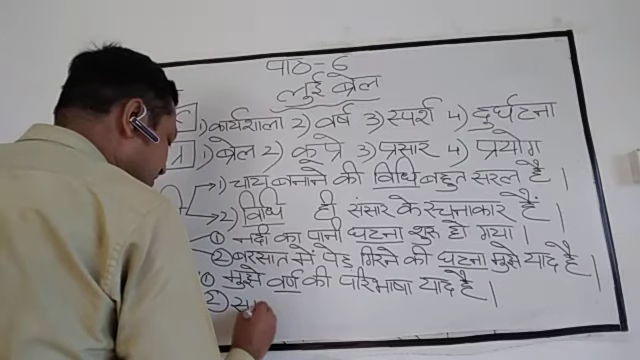 पाठ-6
लुई ब्रेल
1) कार्यशाला 2) वर्ष 3) स्पर्श 4) दुर्घटना
1) ब्रेल 2) 3) प्रसार 4) प्रयोग
1) चाय बनाने की विधि बहुत सरल है।
2) विधि ही संसार के रचनाकार हैं।
① नदी का पानी घटना शुरु हो गया।
② बरसात में पेड़ गिरने की घटना मुझे याद है।
① मुझे वर्ण की परिभाषा याद है।
②